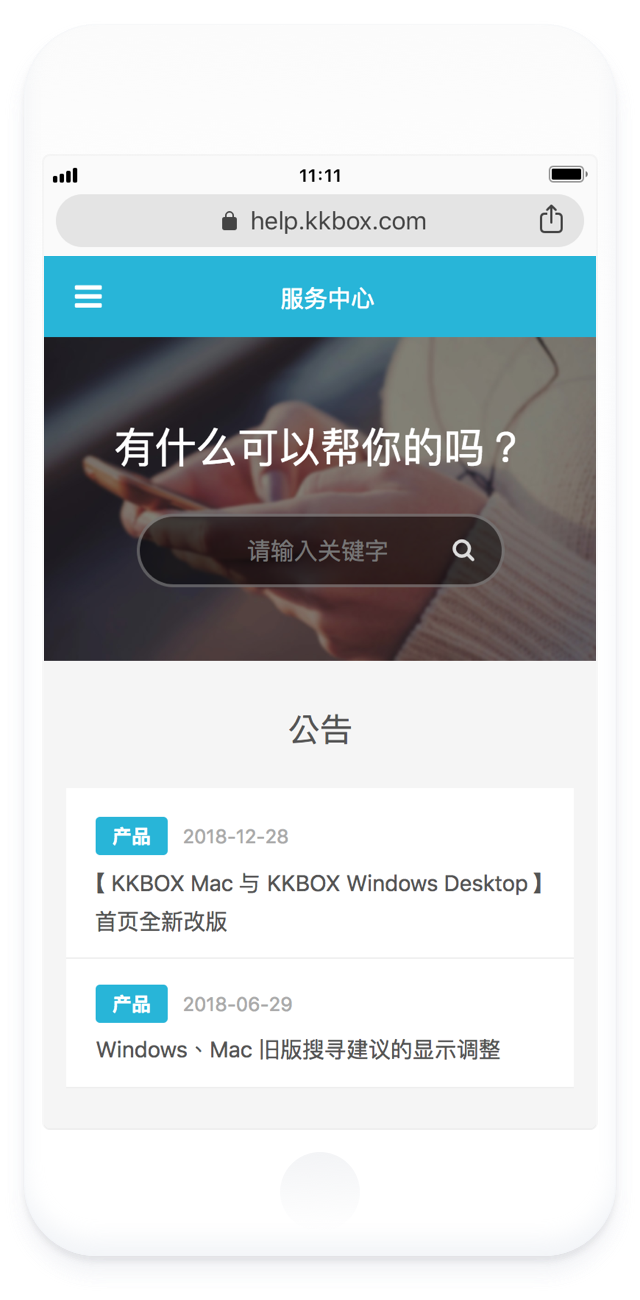 11:11
help.kkbox.com
服务中心
有什么可以帮你的吗？
请输入关键字
公告
产品 2018-12-28
【 KKBOX Mac 与 KKBOX Windows Desktop 】
首页全新改版
产品 2018-06-29
Windows、Mac 旧版搜寻建议的显示调整